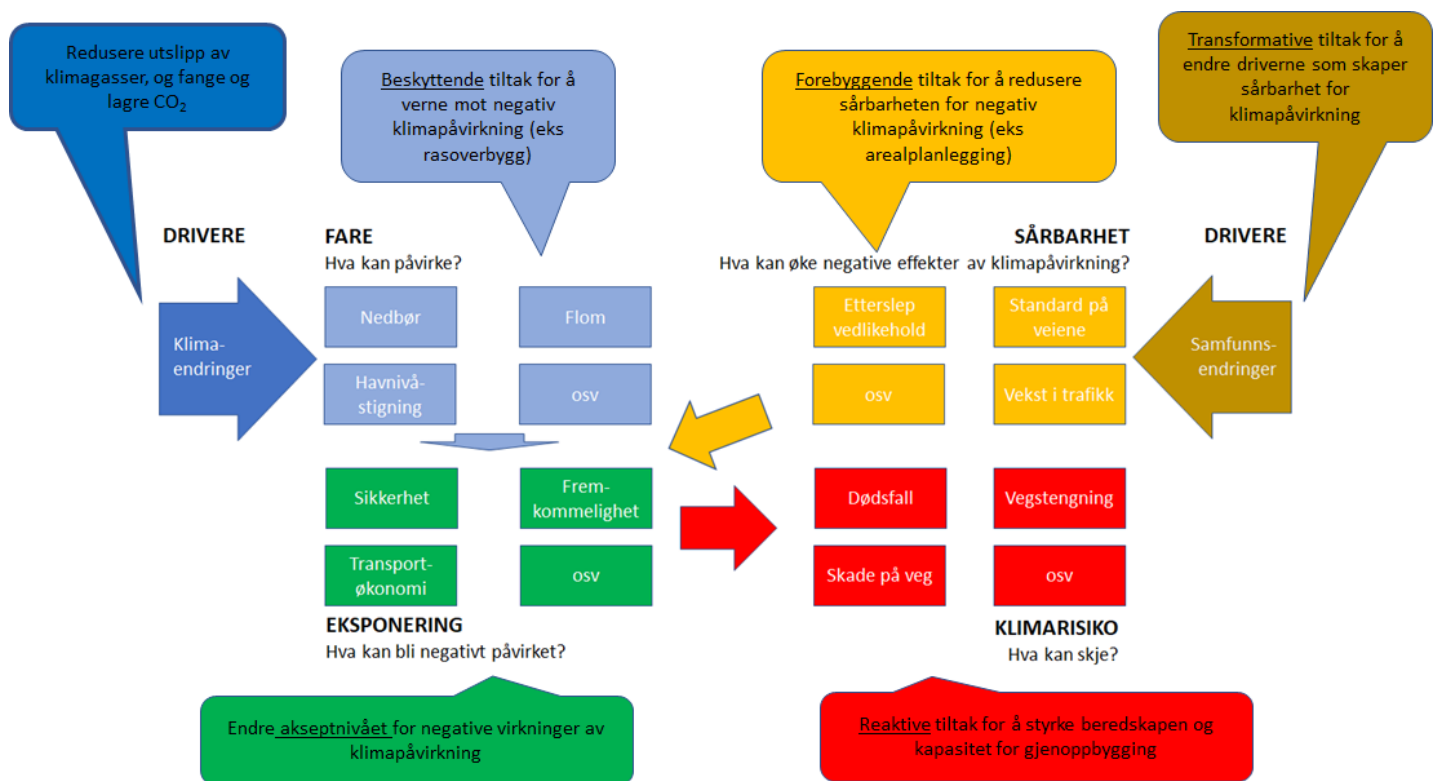 Redusere utslipp av
klimagasser, og fange og
lagre CO₂
Beskyttende tiltak for å
verne mot negativ
klimapåvirkning (eks
rasoverbygg)
Forebyggende tiltak for å redusere
sårbarheten for negativ
klimapåvirkning (eks
arealplanlegging)
Transformative tiltak for å
endre driverne som skaper
sårbarhet for
klimapåvirkning
DRIVERE
FARE
Hva kan påvirke?
SÅRBARHET
Hva kan øke negative effekter av klimapåvirkning?
DRIVERE
Klima-
endringer
Nedbør
Flom
Havnivå-
stigning
osv
Etterslep
vedlikehold
Standard på
veiene
osv
Vekst i trafikk
Samfunns-
endringer
Sikkerhet
Frem-
kommelighet
Transport-
økonomi
osv
Dødsfall
Vegstengning
Skade på veg
osv
EKSPONERING
Hva kan bli negativt påvirket?
KLIMARISIKO
Hva kan skje?
Endre akseptnivået for negative virkninger av
klimapåvirkning
Reaktive tiltak for å styrke beredskapen og
kapasitet for gjenoppbygging